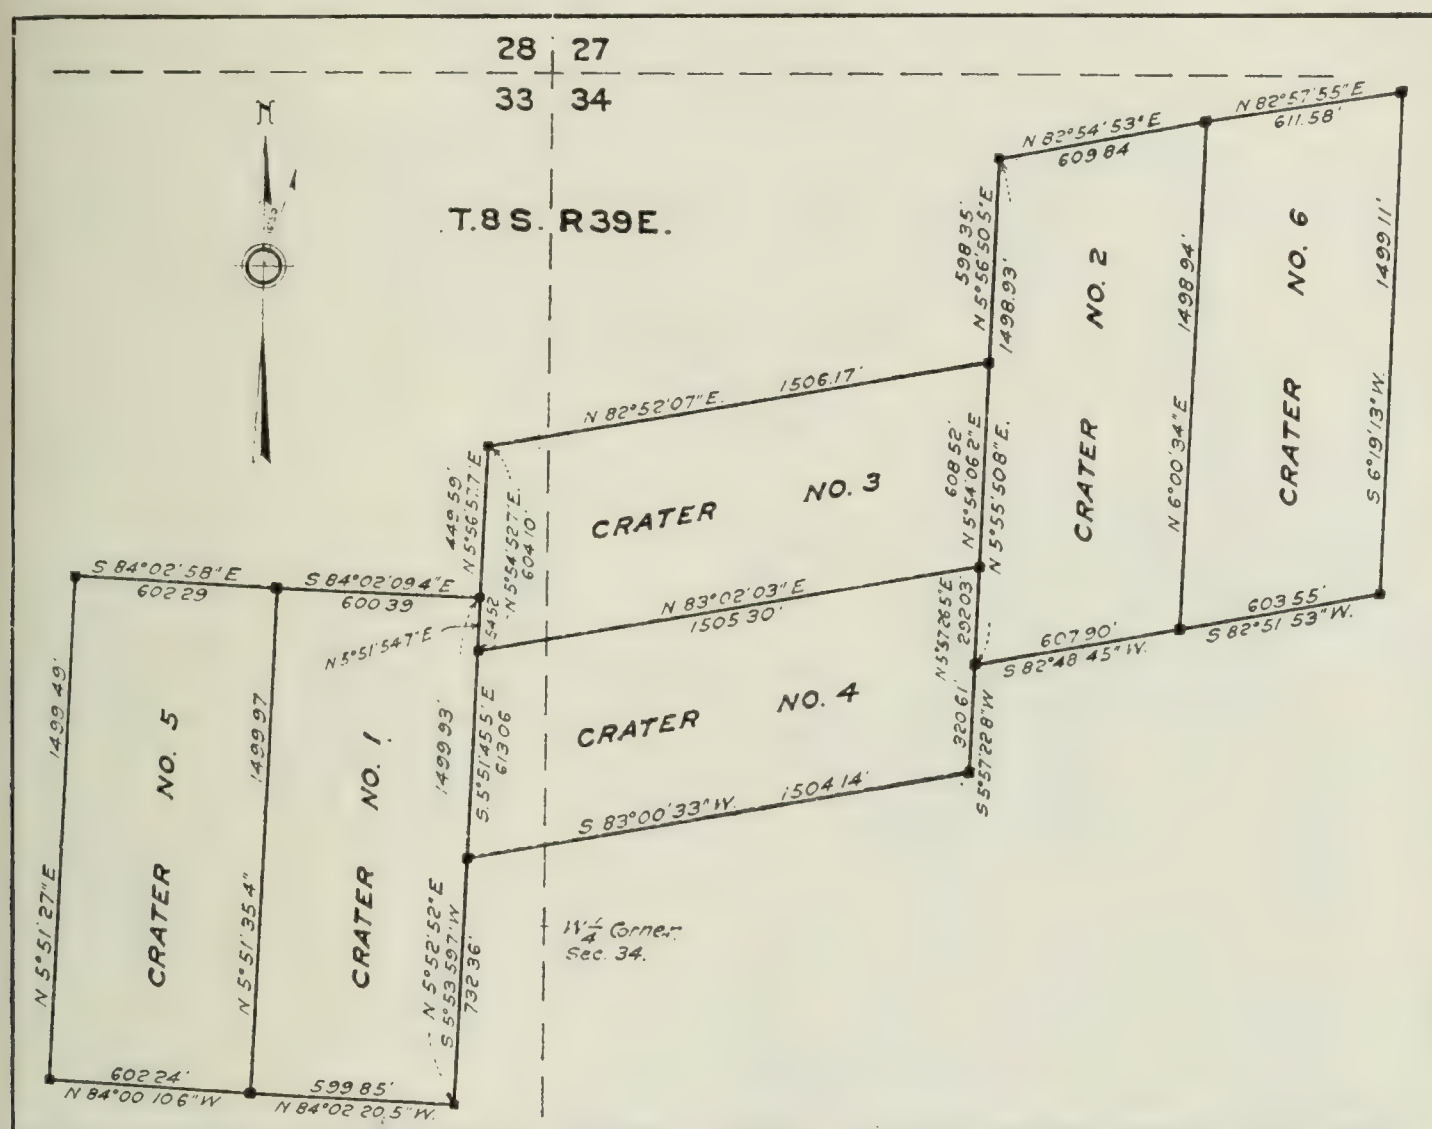 28 27
33 34
N
T.8 S. R 39 E.
N 82°54'53"E
609 84
N 82°57'55"E
611.58'
598 35'
N 5°56'50 5"E
1498.93'
CRATER NO. 2
1498 94'
N 6°00'34"E
CRATER NO. 6
1499 11'
S 6°19'13"W.
N 82°52'07"E. 1506.17'
449 59'
N 5°56'57.7"E
N 5°54'52 7"E.
604 10'
CRATER NO. 3
608 52'
N 5°54'06 2"E
N 5°55'50 8"E.
S 84°02'58"E
602 29
S 84°02'09 4"E
600 39
N 5°51'54 7"E
54 52
N 83°02'03"E
1505 30'
N 5°57'26 5"E
292 03'
607 90'
S 82°48'45"W.
603 55'
S 82°51'53"W.
1499 49'
N 5°51'27"E
CRATER NO. 5
1499 97
N 5°51'35 4"
CRATER NO. 1
1499 93'
S. 5°51'45 5'E
613 06
CRATER NO. 4
320 61'
S 5°57'22 8"W
S 83°00'33"W. 1504 14'
N 5°52'52"E
S 5°53 59 7"W
732 36'
W 1/4 Corner
Sec. 34.
602 24'
N 84°00 10 6"W
599 85'
N 84°02 20.5"W.